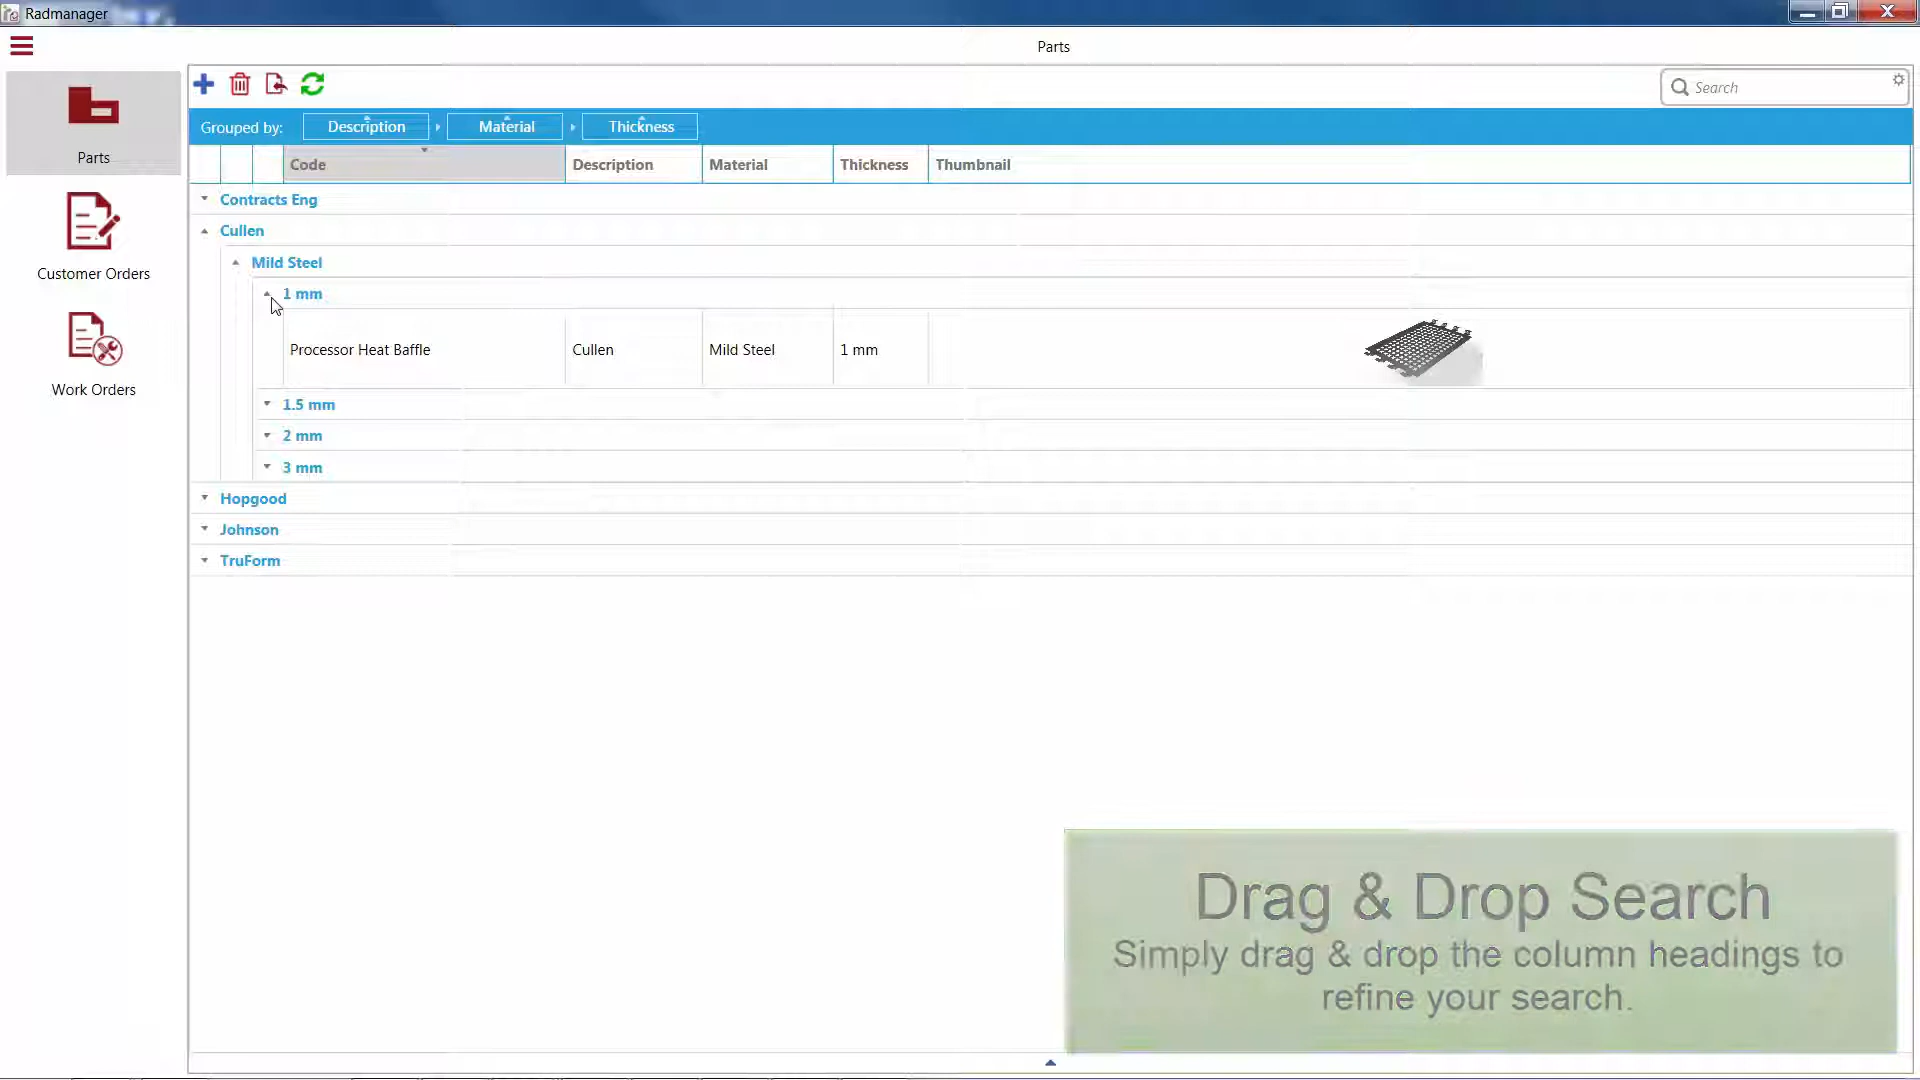 Radmanager
Parts
Search
Grouped by: Description Material Thickness
Parts
Code Description Material Thickness Thumbnail
Contracts Eng
Cullen
Mild Steel
1 mm
Processor Heat Baffle Cullen Mild Steel 1 mm
1.5 mm
2 mm
3 mm
Hopgood
Johnson
TruForm
Customer Orders
Work Orders
Drag & Drop Search
Simply drag & drop the column headings to
refine your search.